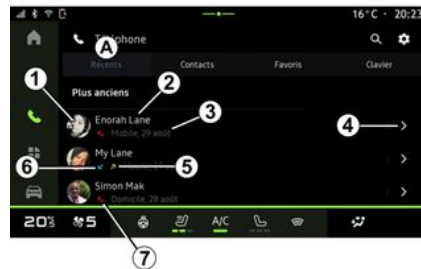 16°C · 20:23
A
Téléphone
Récents Contacts Favoris Clavier
Plus anciens
1 2 3 4
Enorah Lane
Mobile, 29 août
My Lane
6 5
Simon Mak
Domicile, 28 août
20.5 5 A/C
7